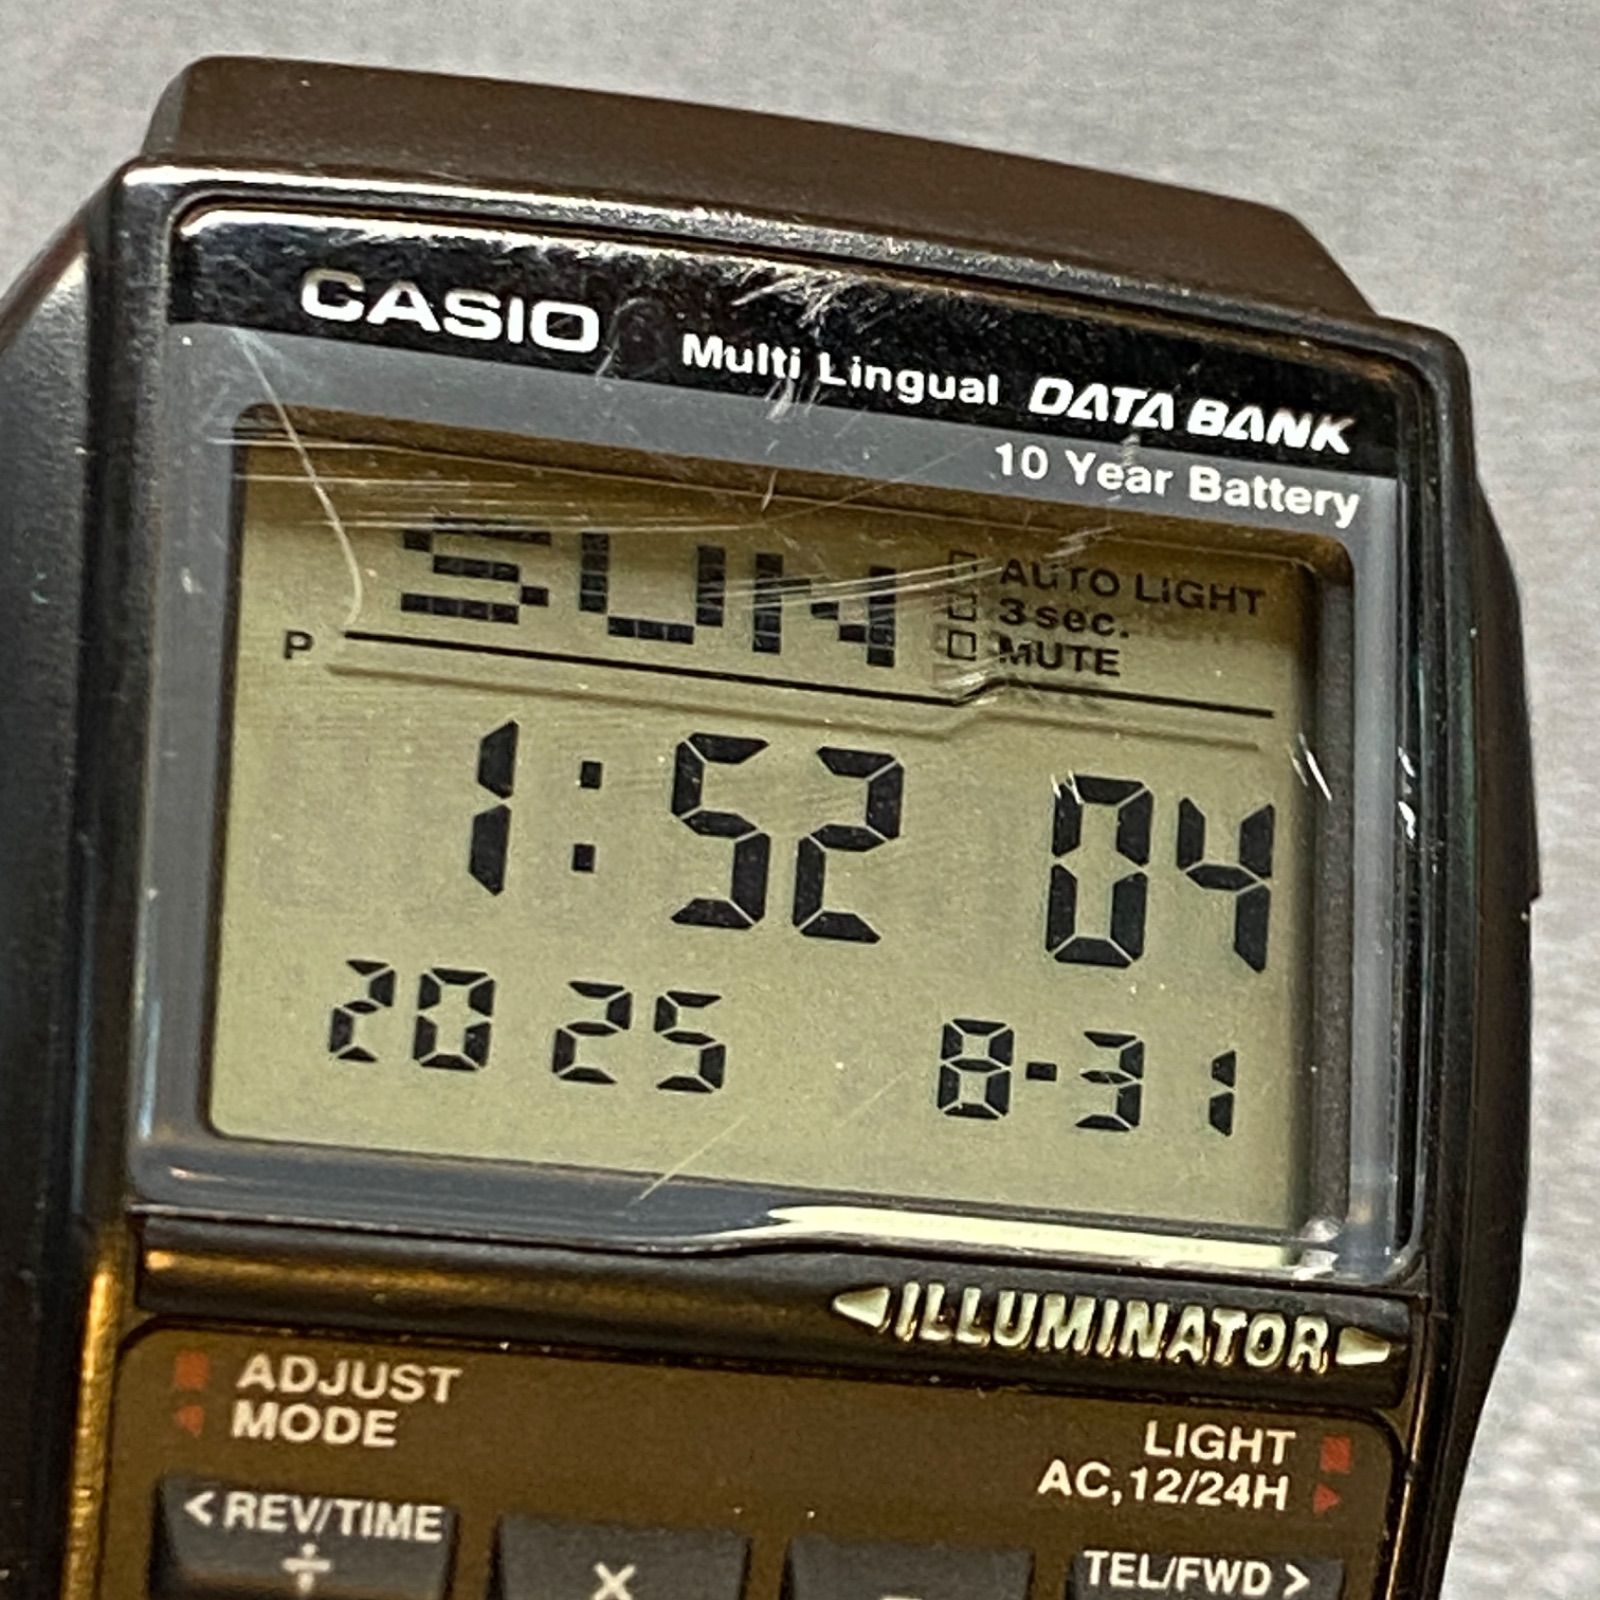 CASIO Multi Lingual DATA BANK
10 Year Battery
SUN
AUTO LIGHT
3 sec.
MUTE
P
1:52 04
2025 8-31
ILLUMINATOR
ADJUST
MODE
LIGHT
AC,12/24H
<REV/TIME
÷
×
−
TEL/FWD>